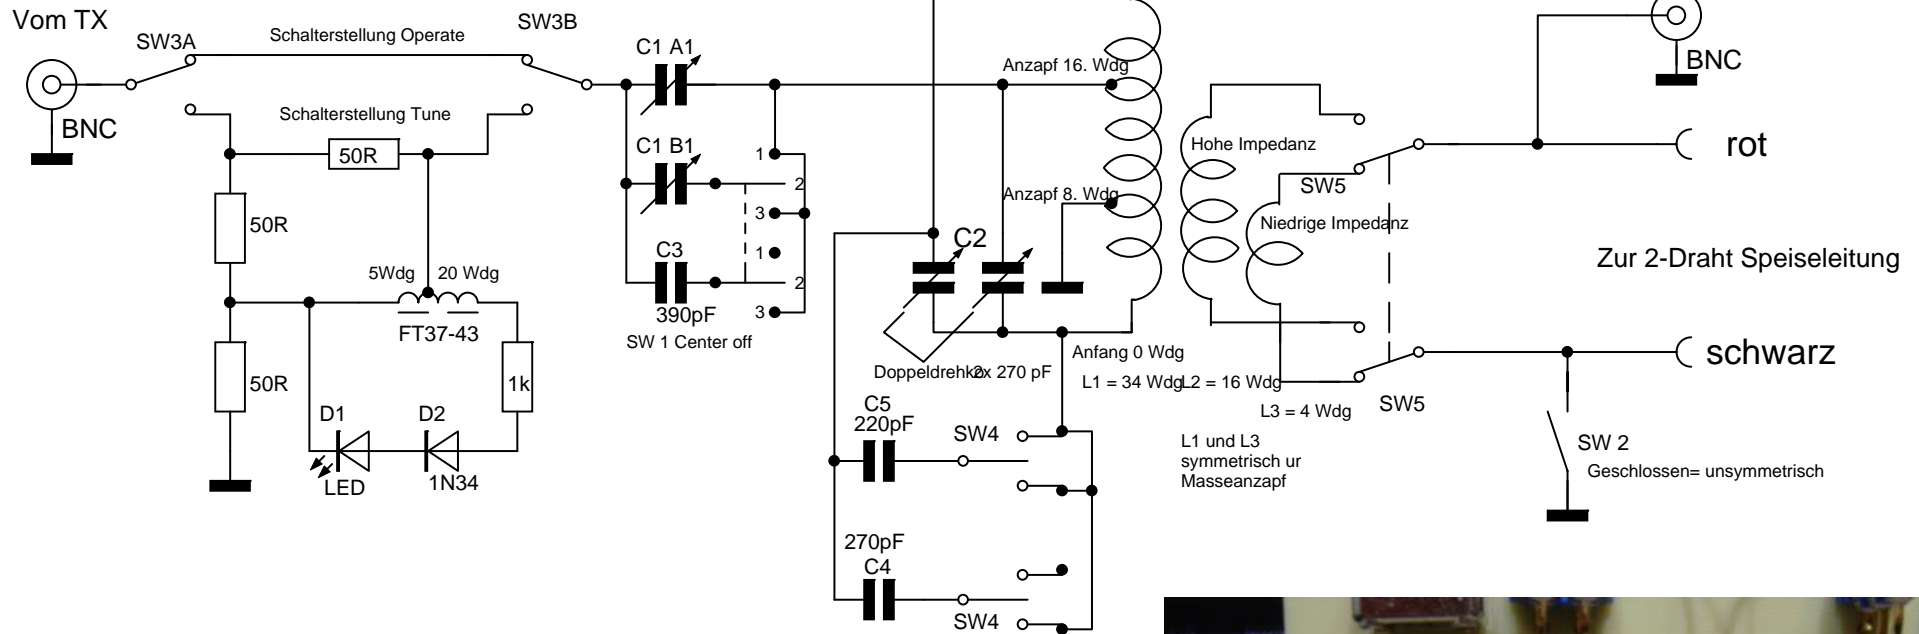 Vom TX
SW3A
Schalterstellung Operate
SW3B
BNC
Schalterstellung Tune
50R
50R
5Wdg 20 Wdg
FT37-43
50R
1k
D1
D2
LED
1N34
C1 A1
C1 B1
C3
390pF
SW 1 Center off
1
2
3
1
2
3
Anzapf 16. Wdg
Anzapf 8. Wdg
C2
Doppeldrehko 2x 270 pF
Anfang 0 Wdg
L1 = 34 Wdg
L2 = 16 Wdg
L3 = 4 Wdg
C5
220pF
SW4
270pF
C4
SW4
L1 und L3
symmetrisch ur
Masseanzapf
Hohe Impedanz
SW5
Niedrige Impedanz
SW5
BNC
rot
Zur 2-Draht Speiseleitung
schwarz
SW 2
Geschlossen= unsymmetrisch